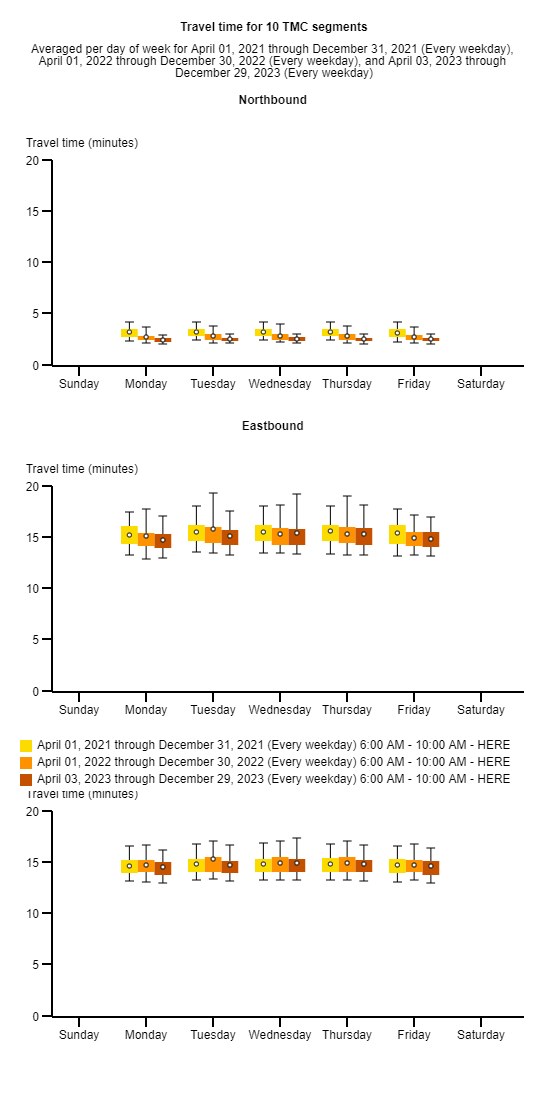 Travel time for 10 TMC segments
Averaged per day of week for April 01, 2021 through December 31, 2021 (Every weekday),
April 01, 2022 through December 30, 2022 (Every weekday), and April 03, 2023 through
December 29, 2023 (Every weekday)
Northbound
Travel time (minutes)
20
15
10
5
0
Sunday Monday Tuesday Wednesday Thursday Friday Saturday
Eastbound
Travel time (minutes)
20
15
10
5
0
Sunday Monday Tuesday Wednesday Thursday Friday Saturday
April 01, 2021 through December 31, 2021 (Every weekday) 6:00 AM - 10:00 AM - HERE
April 01, 2022 through December 30, 2022 (Every weekday) 6:00 AM - 10:00 AM - HERE
April 03, 2023 through December 29, 2023 (Every weekday) 6:00 AM - 10:00 AM - HERE
Travel time (minutes)
20
15
10
5
0
Sunday Monday Tuesday Wednesday Thursday Friday Saturday